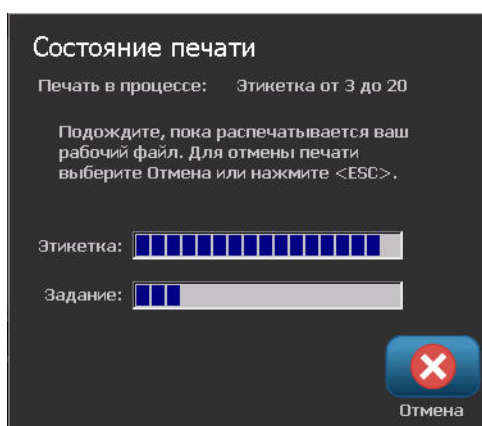 Состояние печати
Печать в процессе: Этикетка от 3 до 20
Подождите, пока распечатывается ваш
рабочий файл. Для отмены печати
выберите Отмена или нажмите <ESC>.
Этикетка:
Задание:
Отмена